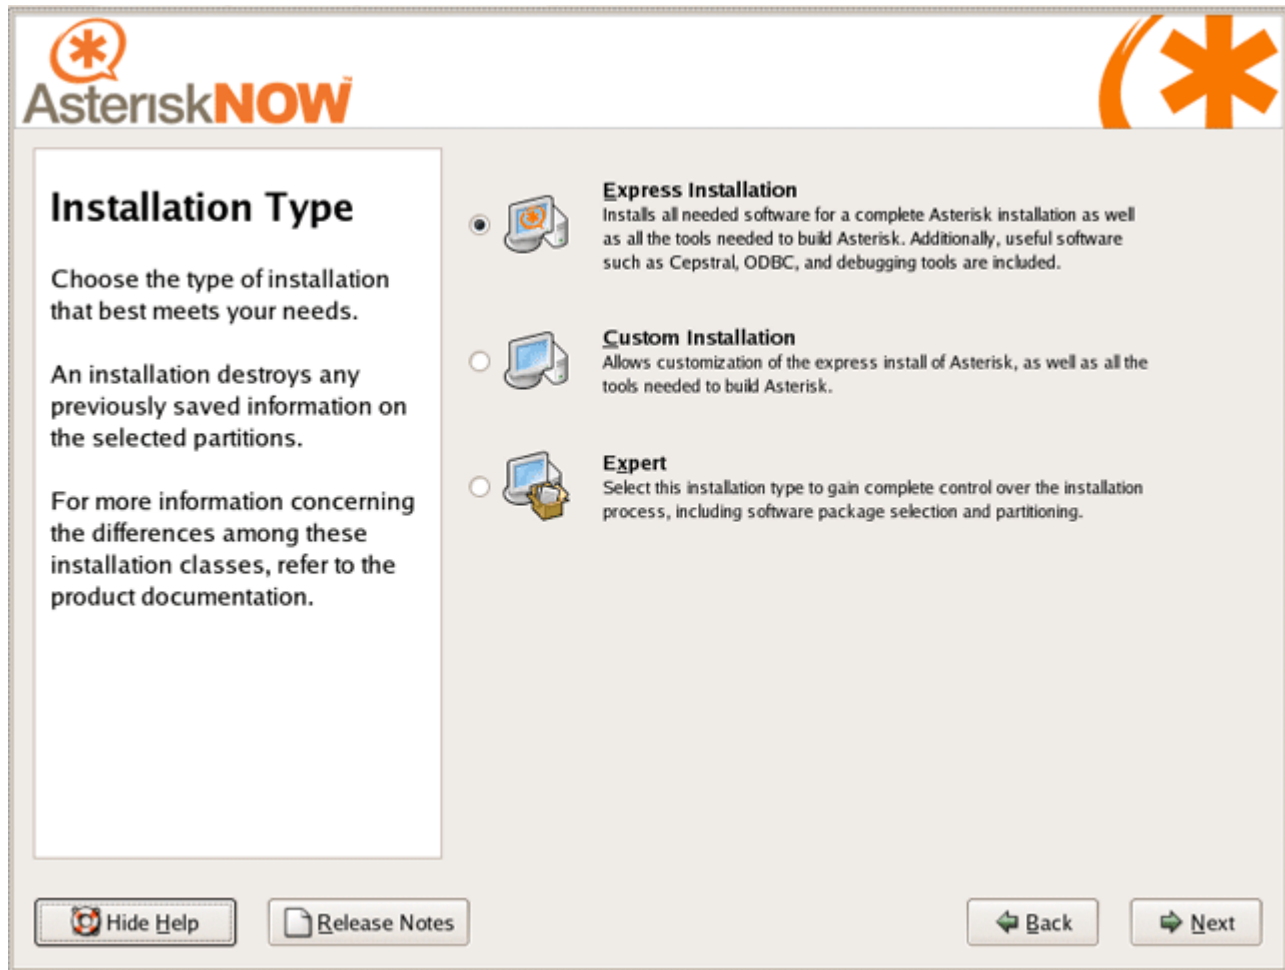 AsteriskNOW™
Installation Type
Choose the type of installation
that best meets your needs.
An installation destroys any
previously saved information on
the selected partitions.
For more information concerning
the differences among these
installation classes, refer to the
product documentation.
Express Installation
Installs all needed software for a complete Asterisk installation as well
as all the tools needed to build Asterisk. Additionally, useful software
such as Cepstral, ODBC, and debugging tools are included.
Custom Installation
Allows customization of the express install of Asterisk, as well as all the
tools needed to build Asterisk.
Expert
Select this installation type to gain complete control over the installation
process, including software package selection and partitioning.
Hide Help
Release Notes
Back
Next